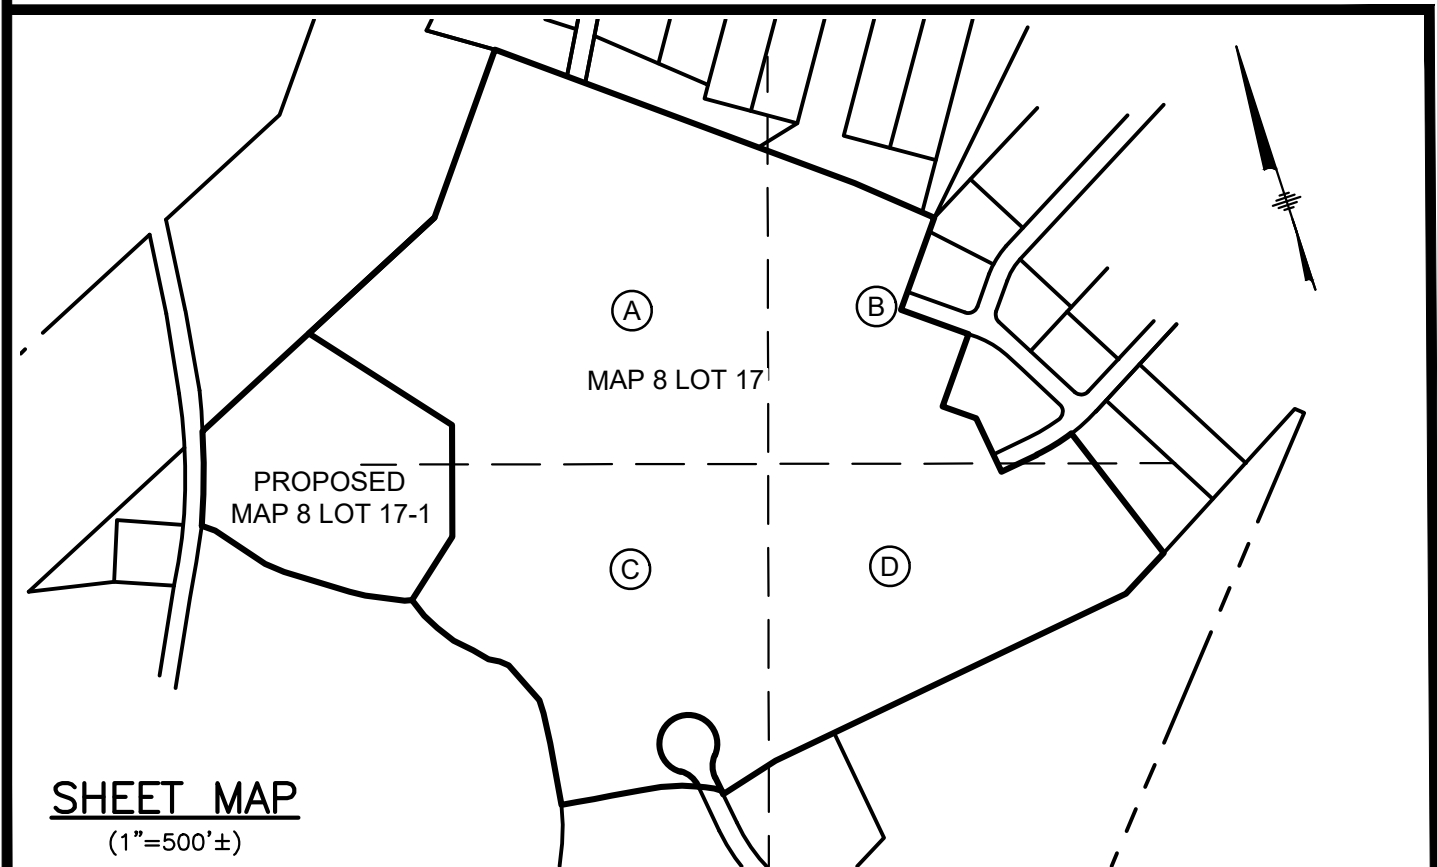 A
B
MAP 8 LOT 17
PROPOSED
MAP 8 LOT 17-1
C
D
SHEET MAP
(1"=500'±)